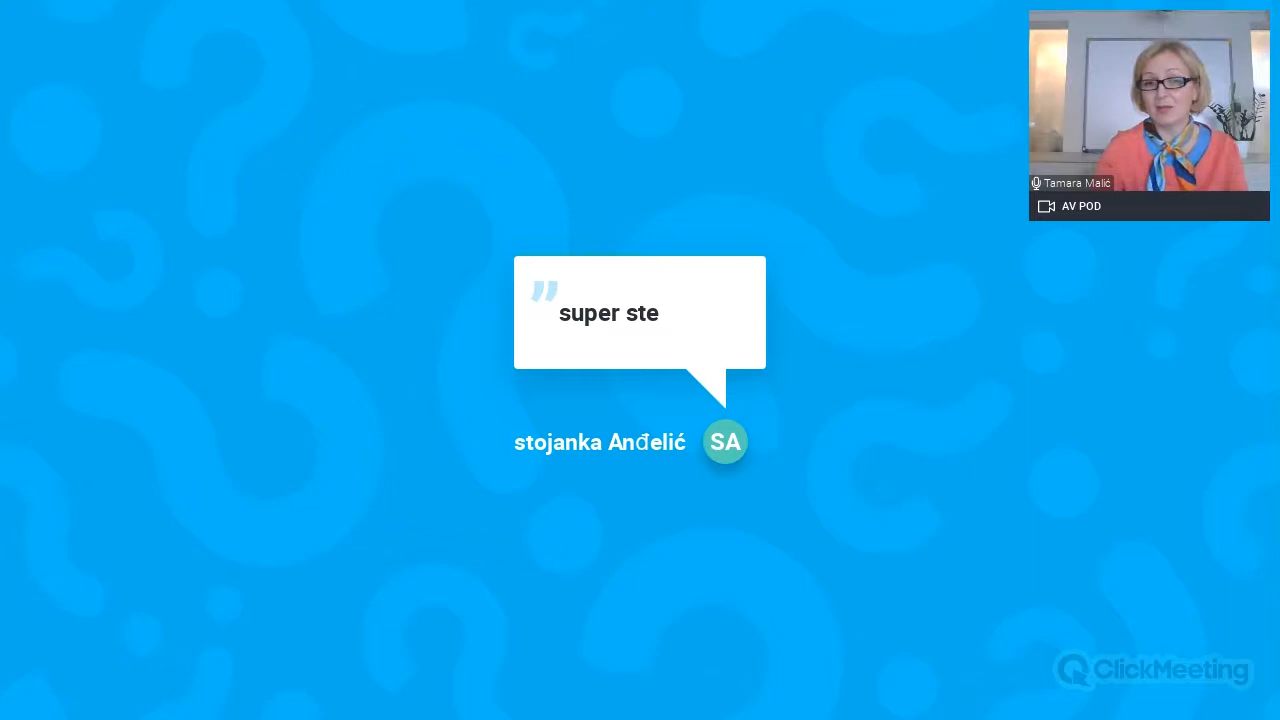 Tamara Malić
AV POD
super ste
stojanka Anđelić
SA
ClickMeeting